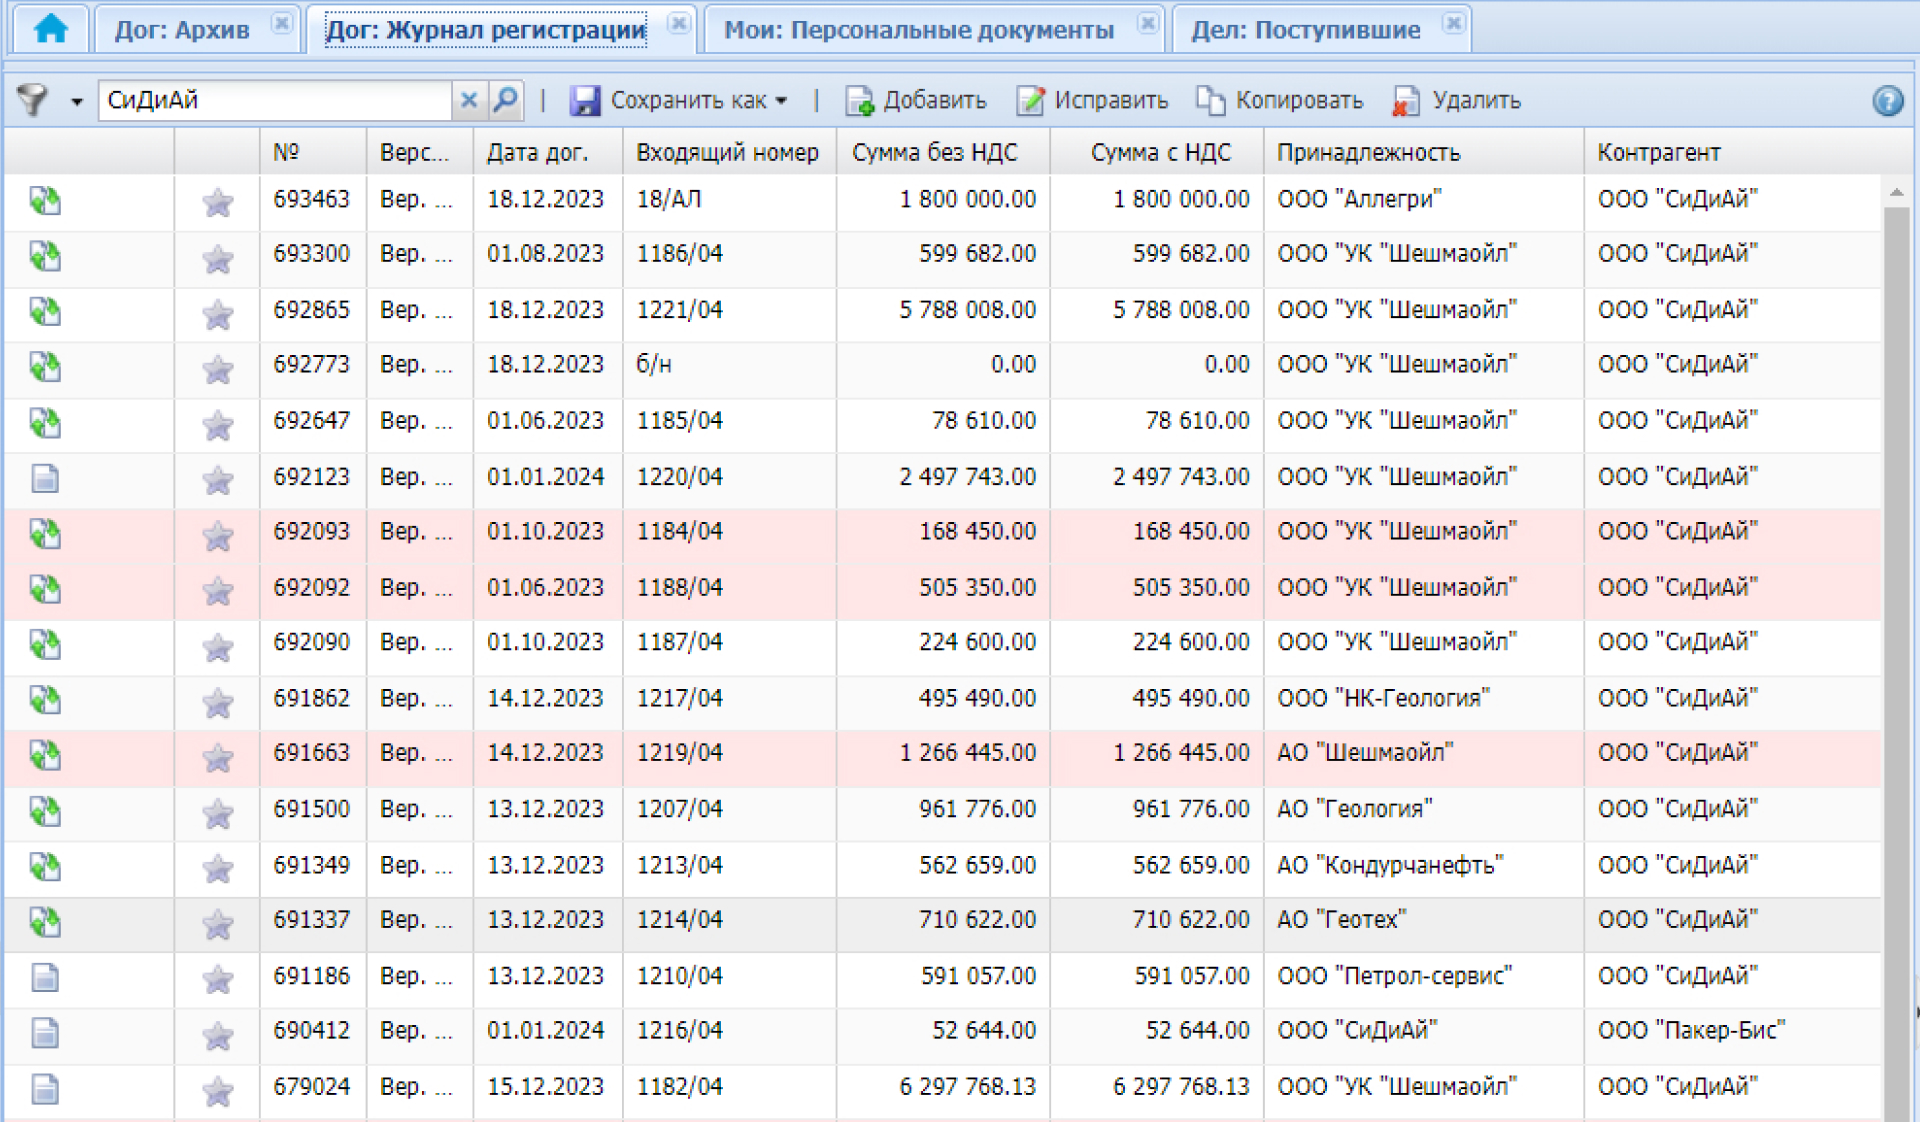 Дог: Архив Дог: Журнал регистрации Мои: Персональные документы Дел: Поступившие
СиДиАй Сохранить как Добавить Исправить Копировать Удалить
№ Верс... Дата дог. Входящий номер Сумма без НДС Сумма с НДС Принадлежность Контрагент
693463 Вер. ... 18.12.2023 18/АЛ 1 800 000.00 1 800 000.00 ООО "Аллегри" ООО "СиДиАй"
693300 Вер. ... 01.08.2023 1186/04 599 682.00 599 682.00 ООО "УК "Шешмаойл" ООО "СиДиАй"
692865 Вер. ... 18.12.2023 1221/04 5 788 008.00 5 788 008.00 ООО "УК "Шешмаойл" ООО "СиДиАй"
692773 Вер. ... 18.12.2023 б/н 0.00 0.00 ООО "УК "Шешмаойл" ООО "СиДиАй"
692647 Вер. ... 01.06.2023 1185/04 78 610.00 78 610.00 ООО "УК "Шешмаойл" ООО "СиДиАй"
692123 Вер. ... 01.01.2024 1220/04 2 497 743.00 2 497 743.00 ООО "УК "Шешмаойл" ООО "СиДиАй"
692093 Вер. ... 01.10.2023 1184/04 168 450.00 168 450.00 ООО "УК "Шешмаойл" ООО "СиДиАй"
692092 Вер. ... 01.06.2023 1188/04 505 350.00 505 350.00 ООО "УК "Шешмаойл" ООО "СиДиАй"
692090 Вер. ... 01.10.2023 1187/04 224 600.00 224 600.00 ООО "УК "Шешмаойл" ООО "СиДиАй"
691862 Вер. ... 14.12.2023 1217/04 495 490.00 495 490.00 ООО "НК-Геология" ООО "СиДиАй"
691663 Вер. ... 14.12.2023 1219/04 1 266 445.00 1 266 445.00 АО "Шешмаойл" ООО "СиДиАй"
691500 Вер. ... 13.12.2023 1207/04 961 776.00 961 776.00 АО "Геология" ООО "СиДиАй"
691349 Вер. ... 13.12.2023 1213/04 562 659.00 562 659.00 АО "Кондурчанефть" ООО "СиДиАй"
691337 Вер. ... 13.12.2023 1214/04 710 622.00 710 622.00 АО "Геотех" ООО "СиДиАй"
691186 Вер. ... 13.12.2023 1210/04 591 057.00 591 057.00 ООО "Петрол-сервис" ООО "СиДиАй"
690412 Вер. ... 01.01.2024 1216/04 52 644.00 52 644.00 ООО "СиДиАй" ООО "Пакер-Бис"
679024 Вер. ... 15.12.2023 1182/04 6 297 768.13 6 297 768.13 ООО "УК "Шешмаойл" ООО "СиДиАй"